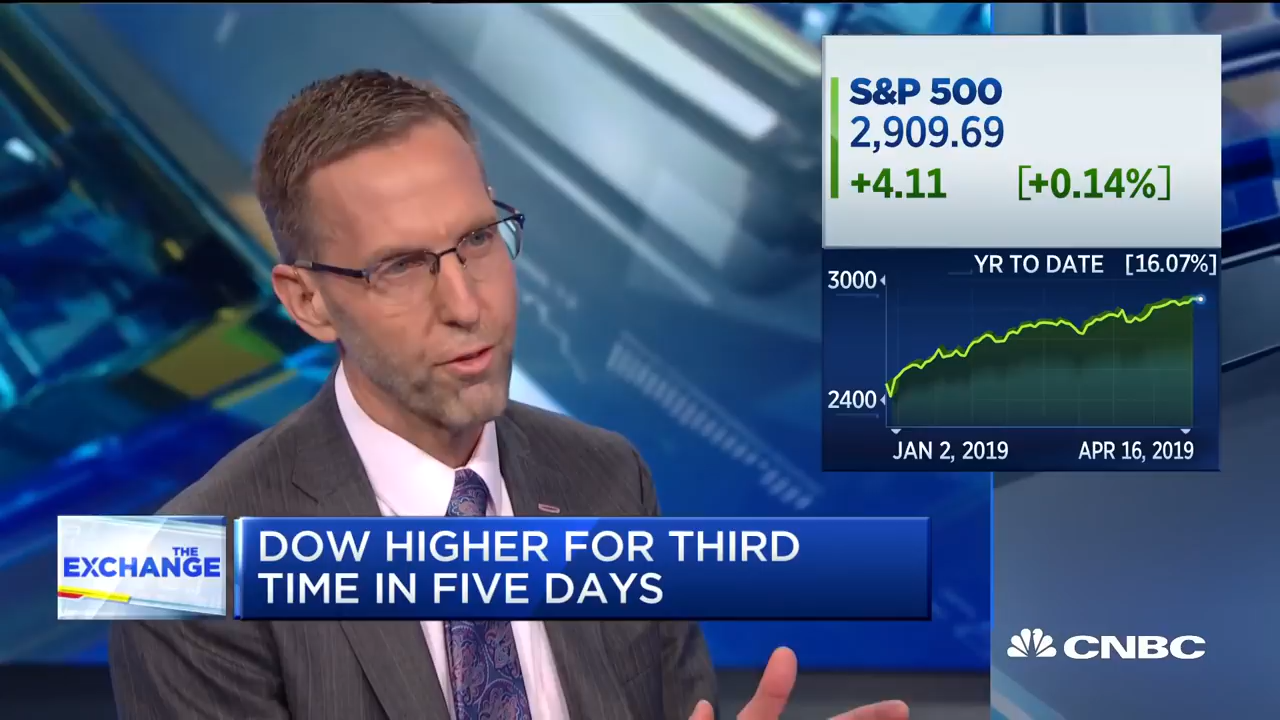 S&P 500
2,909.69
+4.11 [+0.14%]
YR TO DATE [16.07%]
3000
2400
JAN 2, 2019 APR 16, 2019
THE
EXCHANGE
DOW HIGHER FOR THIRD
TIME IN FIVE DAYS
CNBC